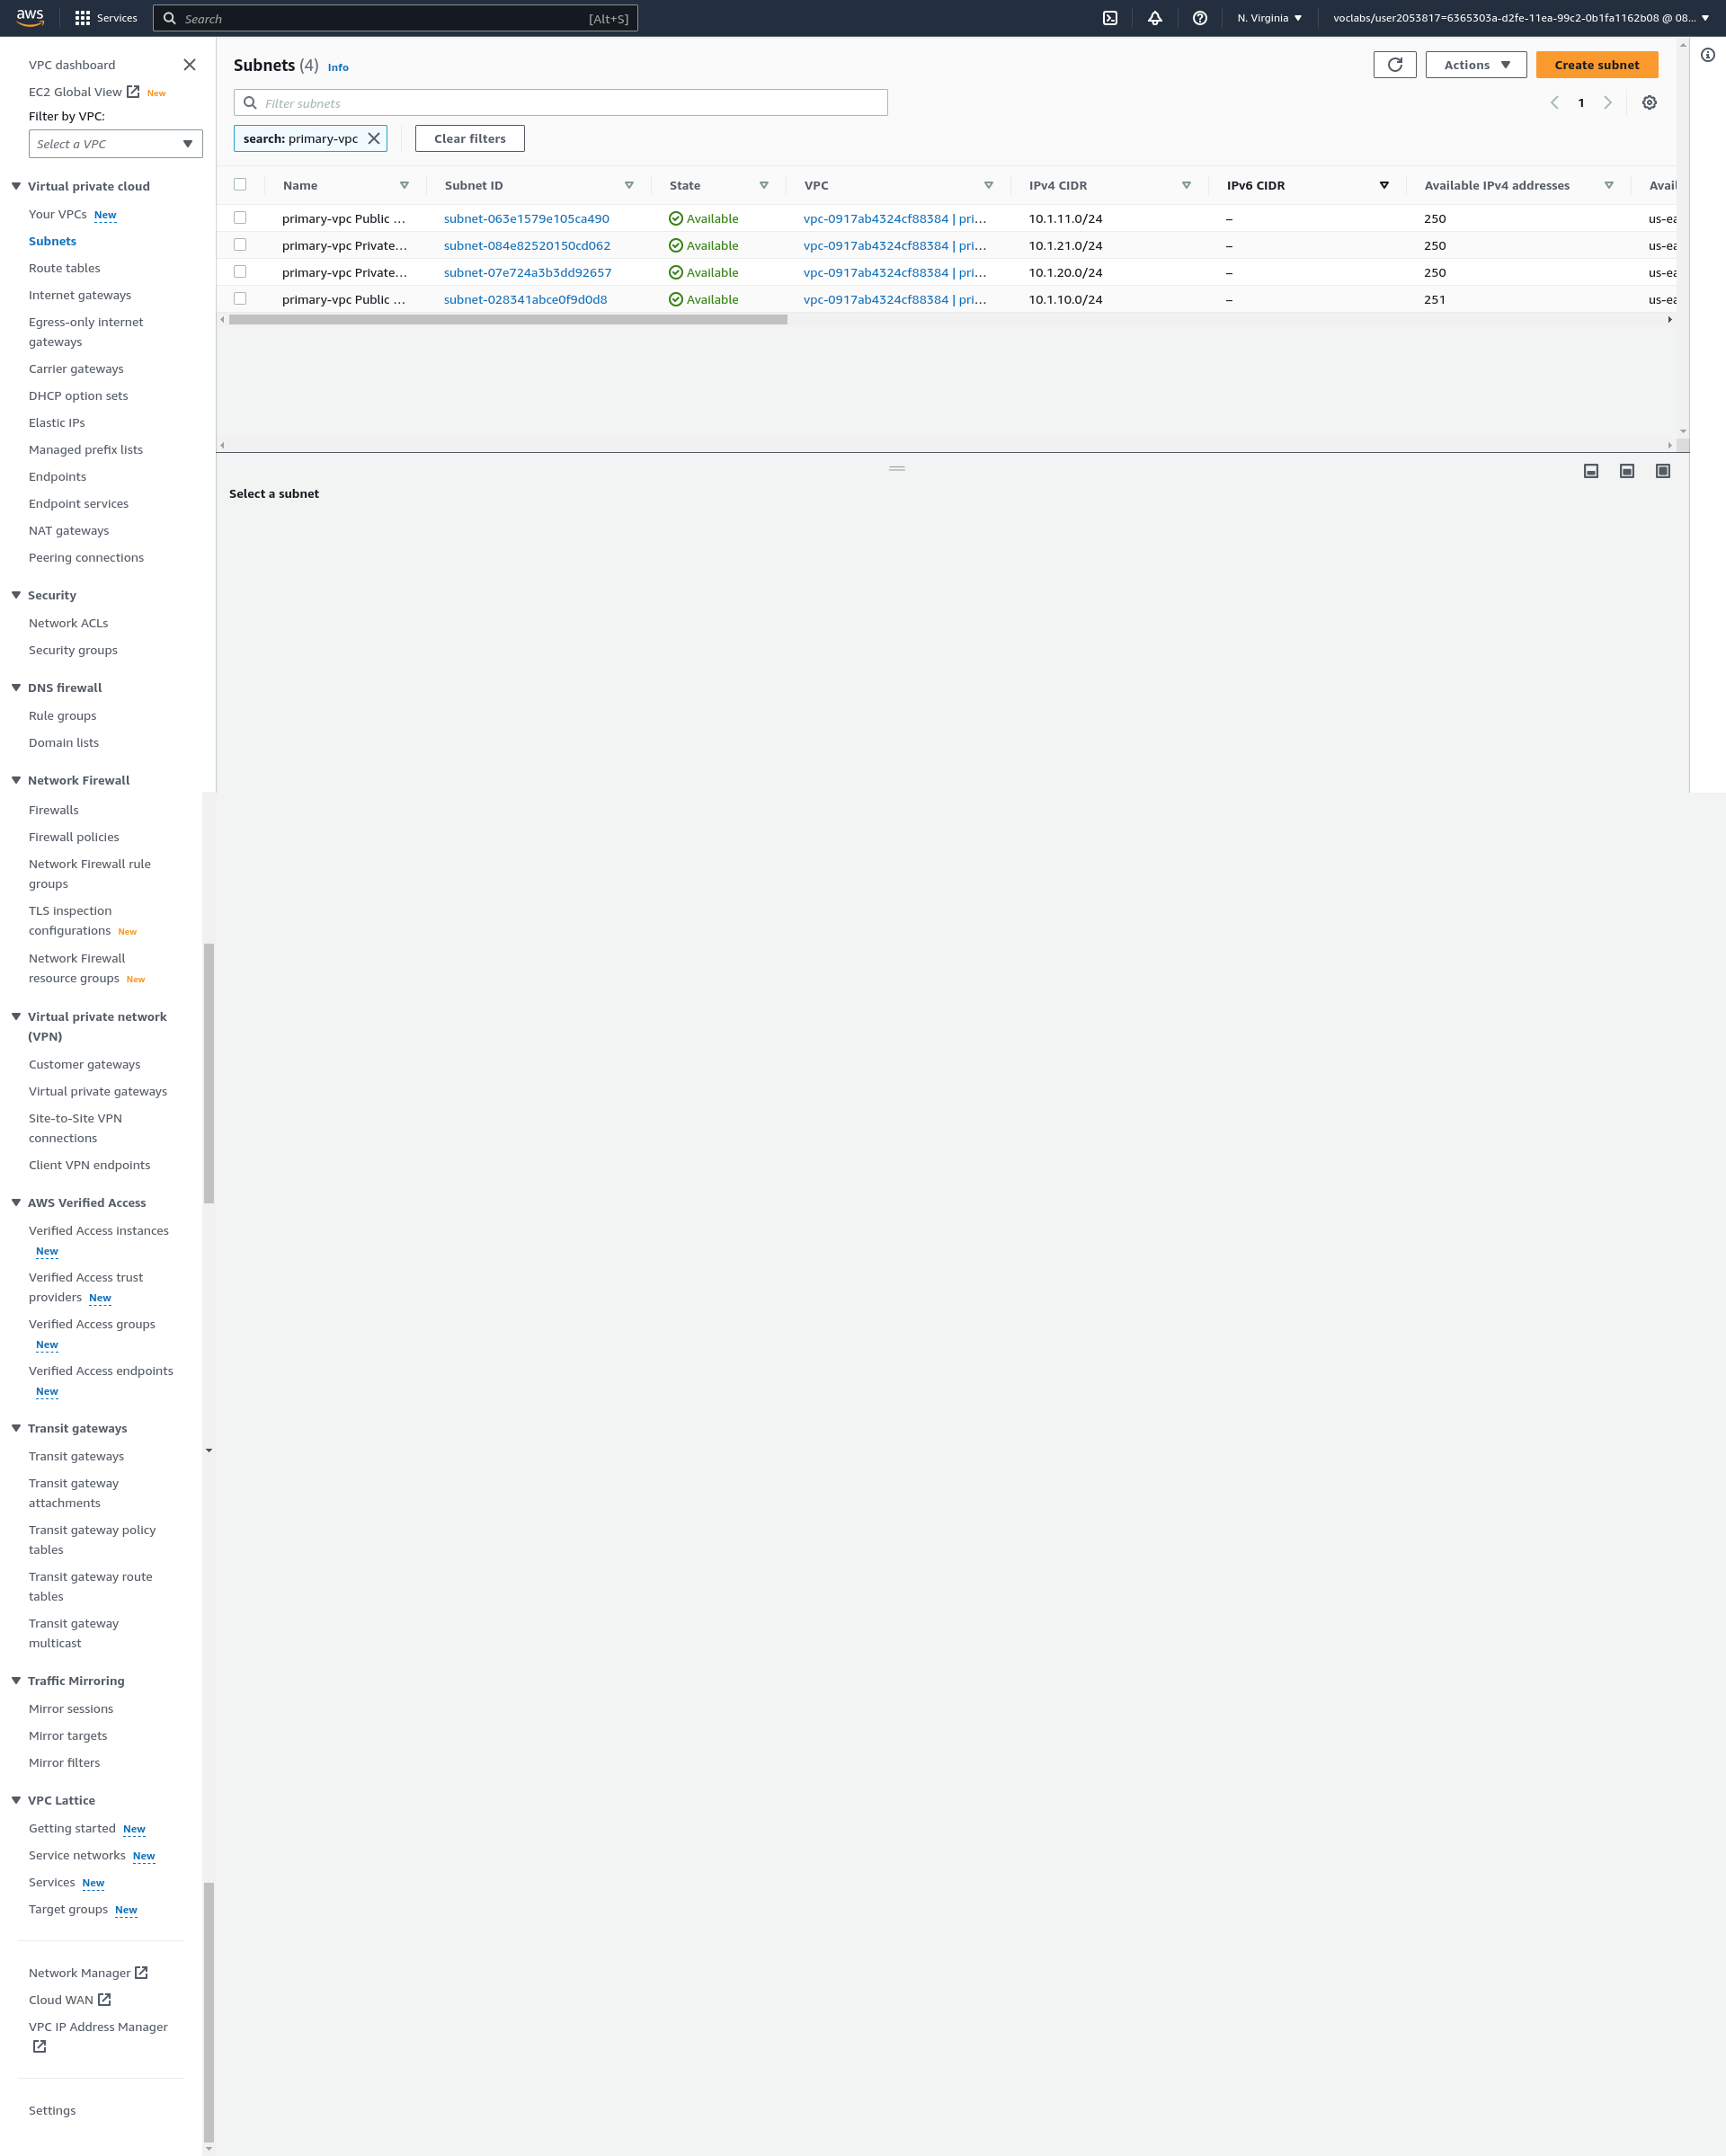 aws
Services
Search [Alt+S]
N. Virginia
voclabs/user2053817=6365303a-d2fe-11ea-99c2-0b1fa1162b08 @ 08...
VPC dashboard
EC2 Global View New
Filter by VPC:
Select a VPC
Virtual private cloud
Your VPCs New
Subnets
Route tables
Internet gateways
Egress-only internet
gateways
Carrier gateways
DHCP option sets
Elastic IPs
Managed prefix lists
Endpoints
Endpoint services
NAT gateways
Peering connections
Security
Network ACLs
Security groups
DNS firewall
Rule groups
Domain lists
Network Firewall
Firewalls
Firewall policies
Network Firewall rule
groups
TLS inspection
configurations New
Network Firewall
resource groups New
Virtual private network
(VPN)
Customer gateways
Virtual private gateways
Site-to-Site VPN
connections
Client VPN endpoints
AWS Verified Access
Verified Access instances
New
Verified Access trust
providers New
Verified Access groups
New
Verified Access endpoints
New
Transit gateways
Transit gateways
Transit gateway
attachments
Transit gateway policy
tables
Transit gateway route
tables
Transit gateway
multicast
Traffic Mirroring
Mirror sessions
Mirror targets
Mirror filters
VPC Lattice
Getting started New
Service networks New
Services New
Target groups New
Network Manager
Cloud WAN
VPC IP Address Manager
Settings
Subnets (4) Info
Actions
Create subnet
Filter subnets
1
search: primary-vpc
Clear filters
Name Subnet ID State VPC IPv4 CIDR IPv6 CIDR Available IPv4 addresses Avail
primary-vpc Public ... subnet-063e1579e105ca490 Available vpc-0917ab4324cf88384 | pri... 10.1.11.0/24 – 250 us-ea
primary-vpc Private... subnet-084e82520150cd062 Available vpc-0917ab4324cf88384 | pri... 10.1.21.0/24 – 250 us-ea
primary-vpc Private... subnet-07e724a3b3dd92657 Available vpc-0917ab4324cf88384 | pri... 10.1.20.0/24 – 250 us-ea
primary-vpc Public ... subnet-028341abce0f9d0d8 Available vpc-0917ab4324cf88384 | pri... 10.1.10.0/24 – 251 us-ea
Select a subnet